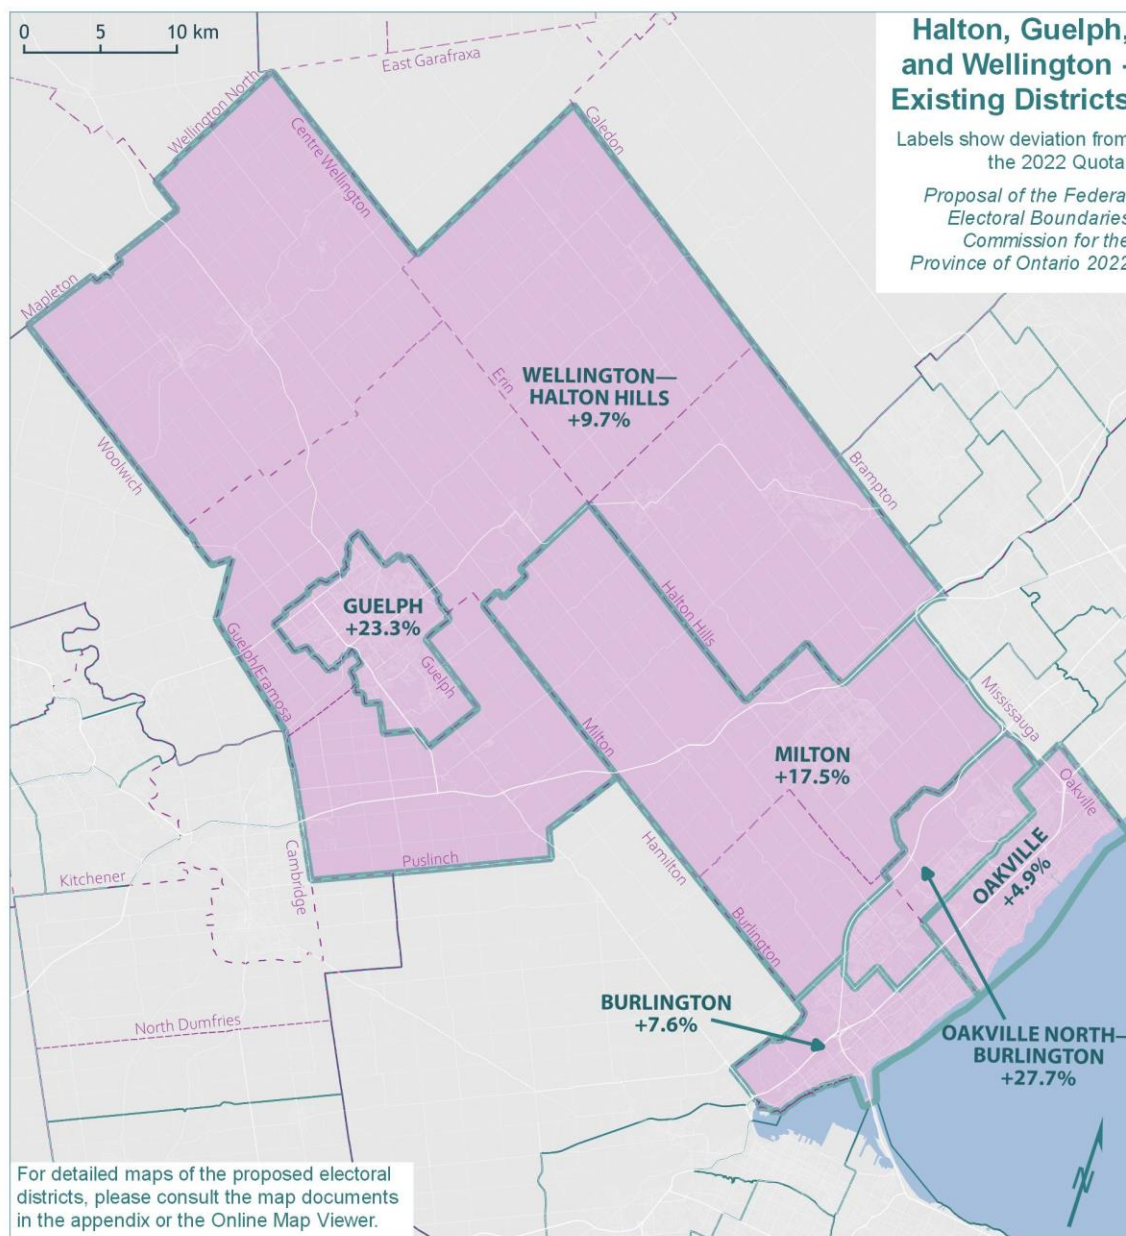 0 5 10 km
Halton, Guelph,
and Wellington -
Existing Districts
Labels show deviation from
the 2022 Quota
Proposal of the Federa
Electoral Boundaries
Commission for the
Province of Ontario 2022
East Garafraxa
Wellington North
Centre Wellington
Caledon
Mapleton
Erin
WELLINGTON—
HALTON HILLS
+9.7%
Woolwich
Brampton
GUELPH
+23.3%
Halton Hills
Guelph/Eramosa
Guelph
Mississauga
Milton
MILTON
+17.5%
Oakville
OAKVILLE
+4.9%
Puslinch
Hamilton
Kitchener
Cambridge
Burlington
BURLINGTON
+7.6%
North Dumfries
OAKVILLE NORTH—
BURLINGTON
+27.7%
N
For detailed maps of the proposed electoral
districts, please consult the map documents
in the appendix or the Online Map Viewer.